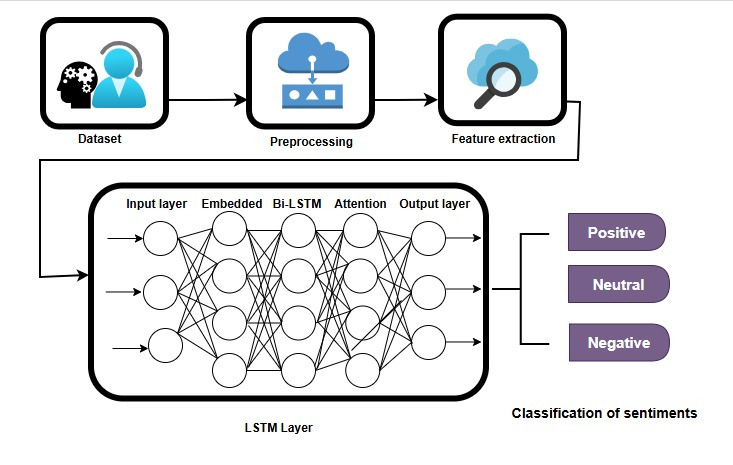 Dataset
Preprocessing
Feature extraction
Input layer
Embedded
Bi-LSTM
Attention
Output layer
Positive
Neutral
Negative
LSTM Layer
Classification of sentiments